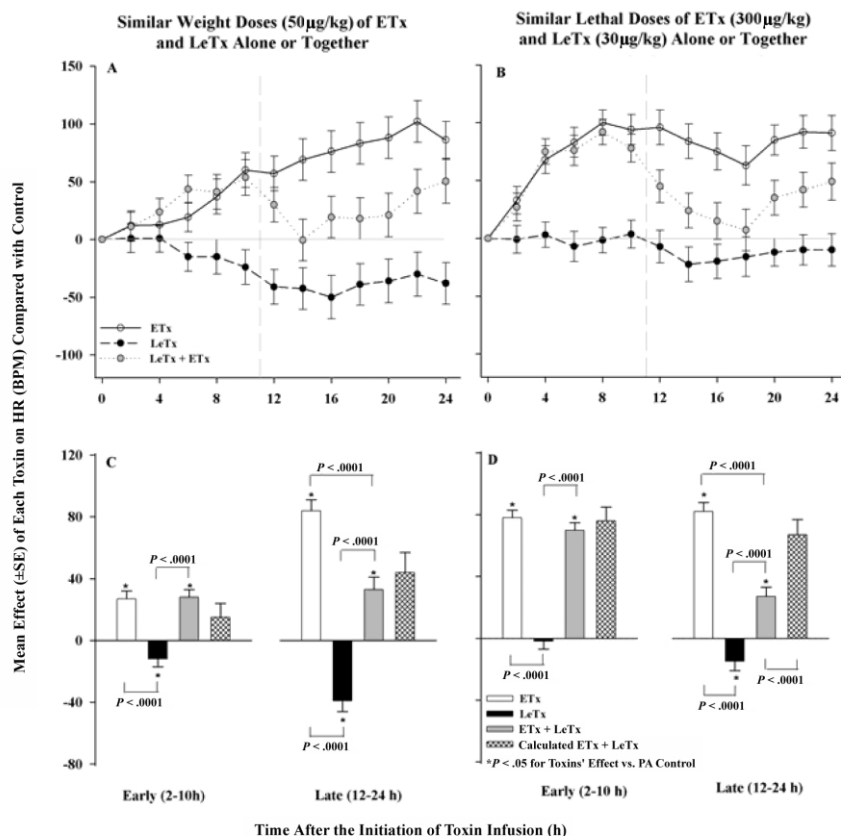 Similar Weight Doses (50µg/kg) of ETx
and LeTx Alone or Together
Similar Lethal Doses of ETx (300µg/kg)
and LeTx (30µg/kg) Alone or Together
Mean Effect (±SE) of Each Toxin on HR (BPM) Compared with Control
150
100
50
0
-50
-100
A
ETx
LeTx
LeTx + ETx
0 4 8 12 16 20 24
B
0 4 8 12 16 20 24
120
80
40
0
-40
-80
C
P < .0001
*
*
*
P < .0001
P < .0001
P < .0001
*
*
*
P < .0001
Early (2-10h)
Late (12-24 h)
D
P < .0001
*
*
P < .0001
P < .0001
*
P < .0001
*
*
P < .0001
P < .0001
ETx
LeTx
ETx + LeTx
Calculated ETx + LeTx
*P < .05 for Toxins' Effect vs. PA Control
Early (2-10 h)
Late (12-24 h)
Time After the Initiation of Toxin Infusion (h)